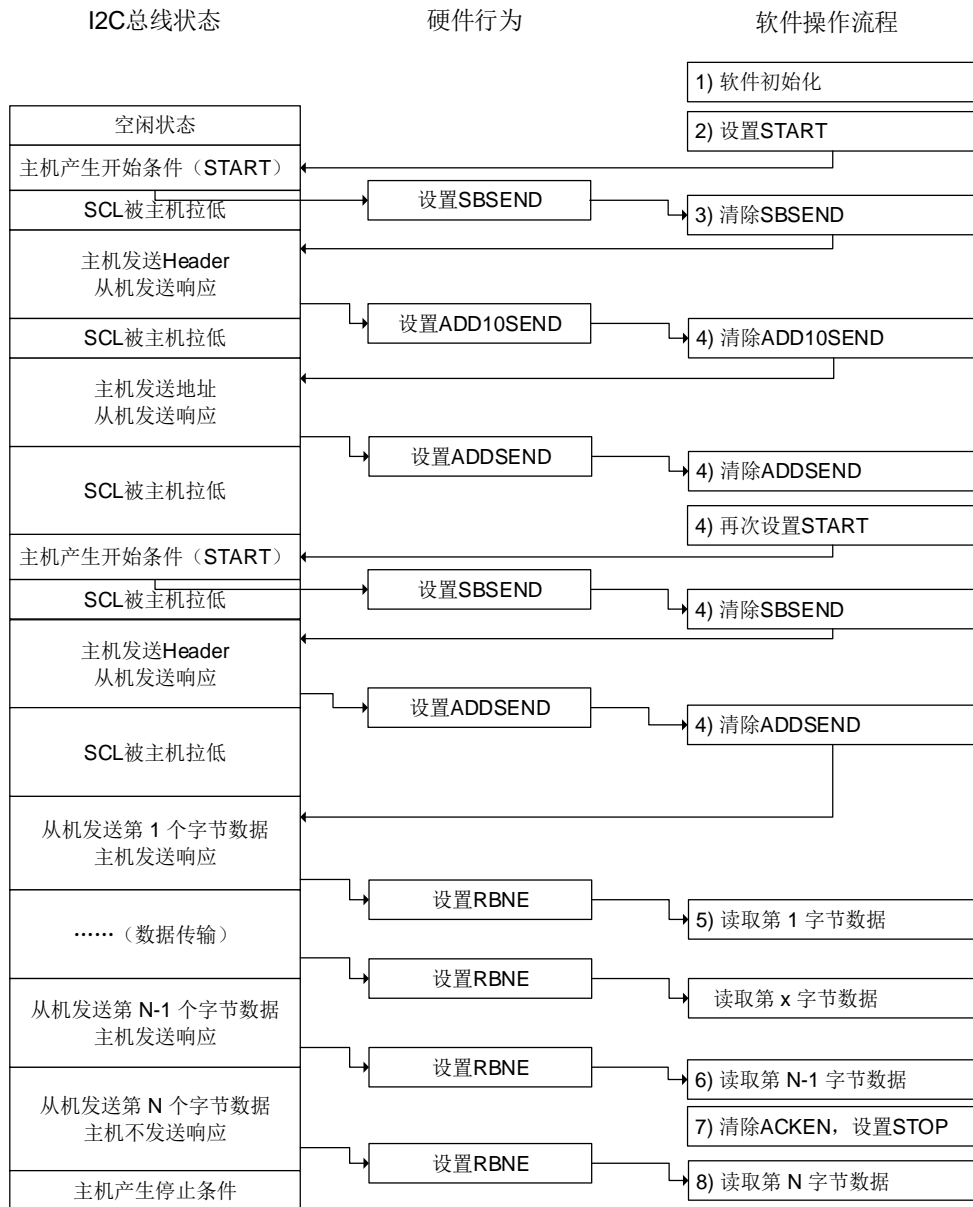 I2C总线状态 硬件行为 软件操作流程
1) 软件初始化
空闲状态
2) 设置START
主机产生开始条件（START）
设置SBSEND
SCL被主机拉低
3) 清除SBSEND
主机发送Header
从机发送响应
设置ADD10SEND
SCL被主机拉低
4) 清除ADD10SEND
主机发送地址
从机发送响应
设置ADDSEND
4) 清除ADDSEND
SCL被主机拉低
4) 再次设置START
主机产生开始条件（START）
设置SBSEND
SCL被主机拉低
4) 清除SBSEND
主机发送Header
从机发送响应
设置ADDSEND
4) 清除ADDSEND
SCL被主机拉低
从机发送第 1 个字节数据
主机发送响应
设置RBNE
5) 读取第 1 字节数据
……（数据传输）
设置RBNE
读取第 x 字节数据
从机发送第 N-1 个字节数据
主机发送响应
设置RBNE
6) 读取第 N-1 字节数据
从机发送第 N 个字节数据
主机不发送响应
7) 清除ACKEN，设置STOP
设置RBNE
8) 读取第 N 字节数据
主机产生停止条件